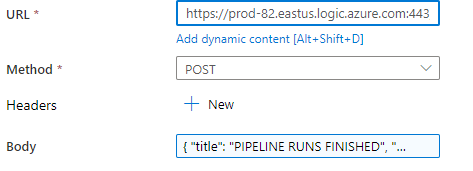 URL * https://prod-82.eastus.logic.azure.com:443
Add dynamic content [Alt+Shift+D]
Method * POST
Headers + New
Body { "title": "PIPELINE RUNS FINISHED", "...